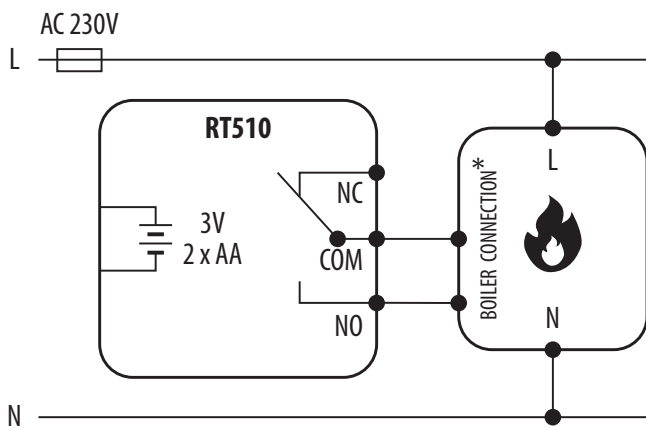 AC 230V
L
RT510
NC
3V
2 x AA
COM
NO
BOILER CONNECTION*
L
N
N